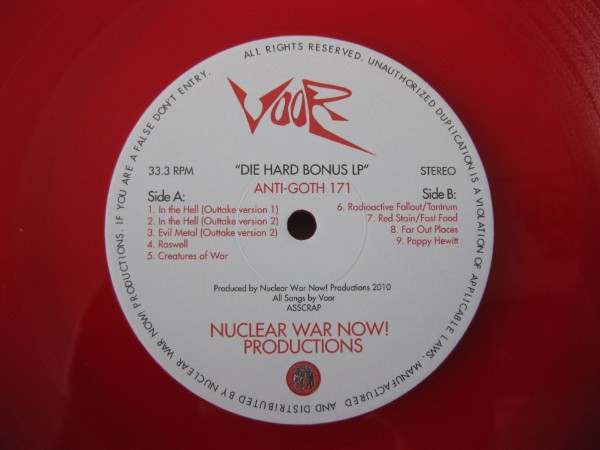 ALL RIGHTS RESERVED. UNAUTHORIZED DUPLICATION IS A VIOLATION OF APPLICABLE LAWS. MANUFACTURED AND DISTRIBUTED BY NUCLEAR WAR NOW! PRODUCTIONS. IF YOU ARE A FALSE DON'T ENTRY.
VOOR
33.3 RPM
"DIE HARD BONUS LP"
STEREO
ANTI-GOTH 171
Side A:
1. In the Hell (Outtake version 1)
2. In the Hell (Outtake version 2)
3. Evil Metal (Outtake version 2)
4. Roswell
5. Creatures of War
Side B:
6. Radioactive Fallout/Tantrum
7. Red Stain/Fast Food
8. Far Out Places
9. Pappy Hewitt
Produced by Nuclear War Now! Productions 2010
All Songs by Voor
ASSCRAP
NUCLEAR WAR NOW!
PRODUCTIONS